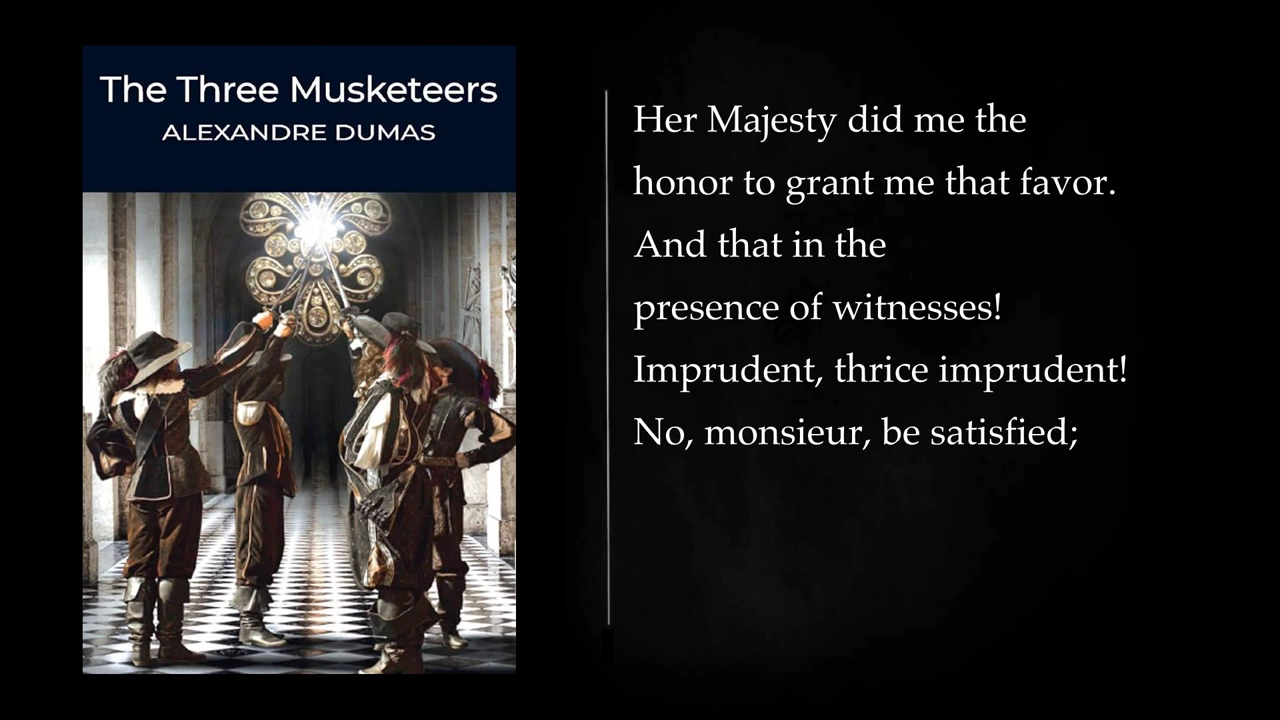 The Three Musketeers
ALEXANDRE DUMAS
Her Majesty did me the
honor to grant me that favor.
And that in the
presence of witnesses!
Imprudent, thrice imprudent!
No, monsieur, be satisfied;